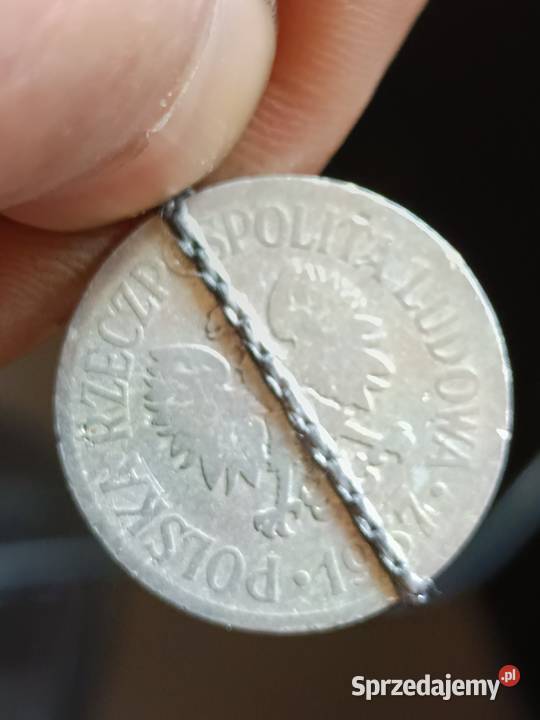 POLSKA RZECZPOSPOLITA LUDOWA •
Sprzedajemy.pl